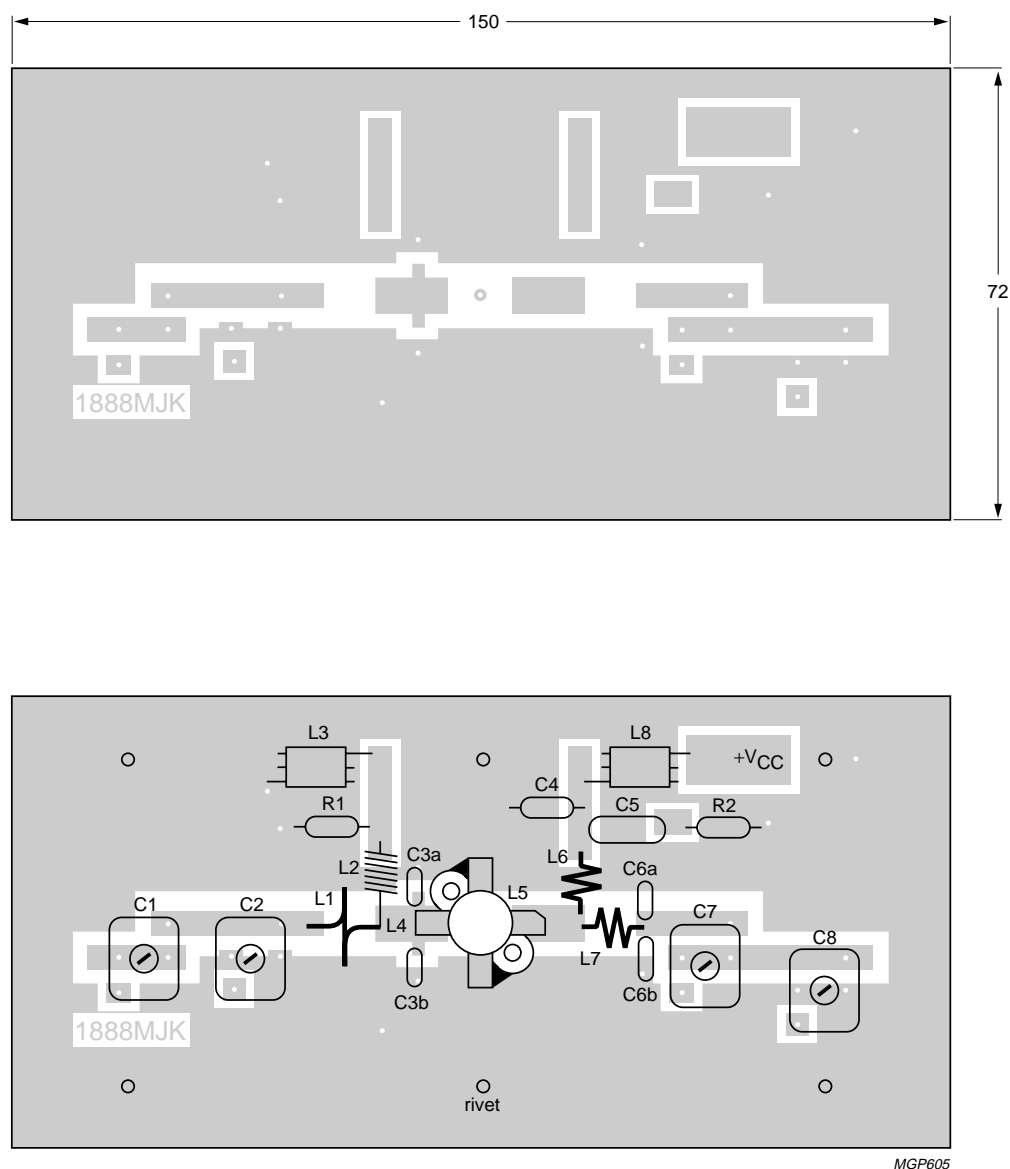 150
72
1888MJK
L3
L8
+VCC
C4
R1
C5
R2
L2
C3a
L6
C6a
L1
L5
C1
C2
L4
C7
C8
L7
C3b
C6b
1888MJK
rivet
MGP605